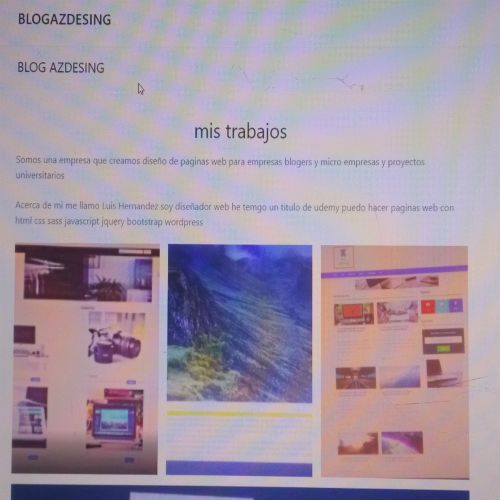 BLOGAZDESING
BLOG AZDESING
mis trabajos
Somos una empresa que creamos diseño de paginas web para empresas blogers y micro empresas y proyectos
universitarios
Acerca de mi me llamo Luis Hernandez soy diseñador web he temgo un titulo de udemy puedo hacer paginas web con
html css sass javascript jquery bootstrap wordpress